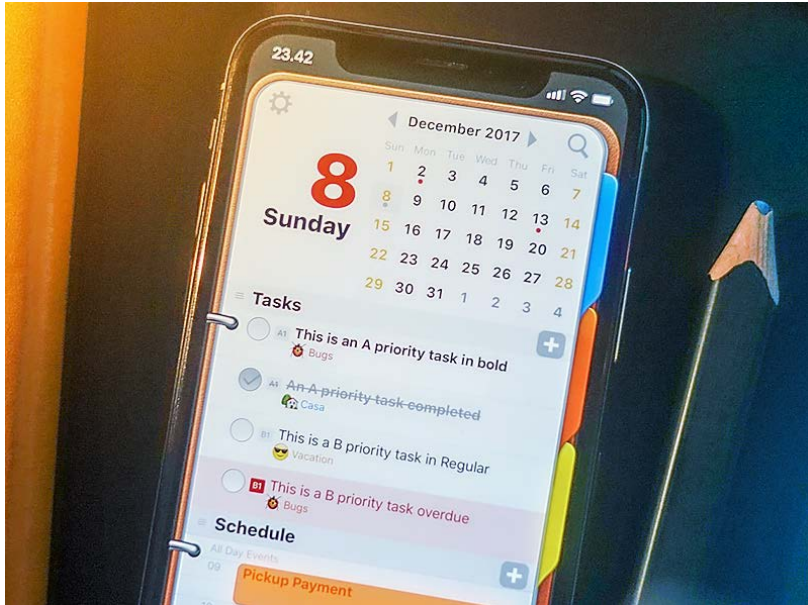 23.42
December 2017
Sun Mon Tue Wed Thu Fri Sat
1 2 3 4 5 6 7
8 9 10 11 12 13 14
15 16 17 18 19 20 21
22 23 24 25 26 27 28
29 30 31 1 2 3 4
8
Sunday
Tasks
A1 This is an A priority task in bold
Bugs
An A priority task completed
Casa
B1 This is a B priority task in Regular
Vacation
B1 This is a B priority task overdue
Bugs
Schedule
All Day Events
09
Pickup Payment